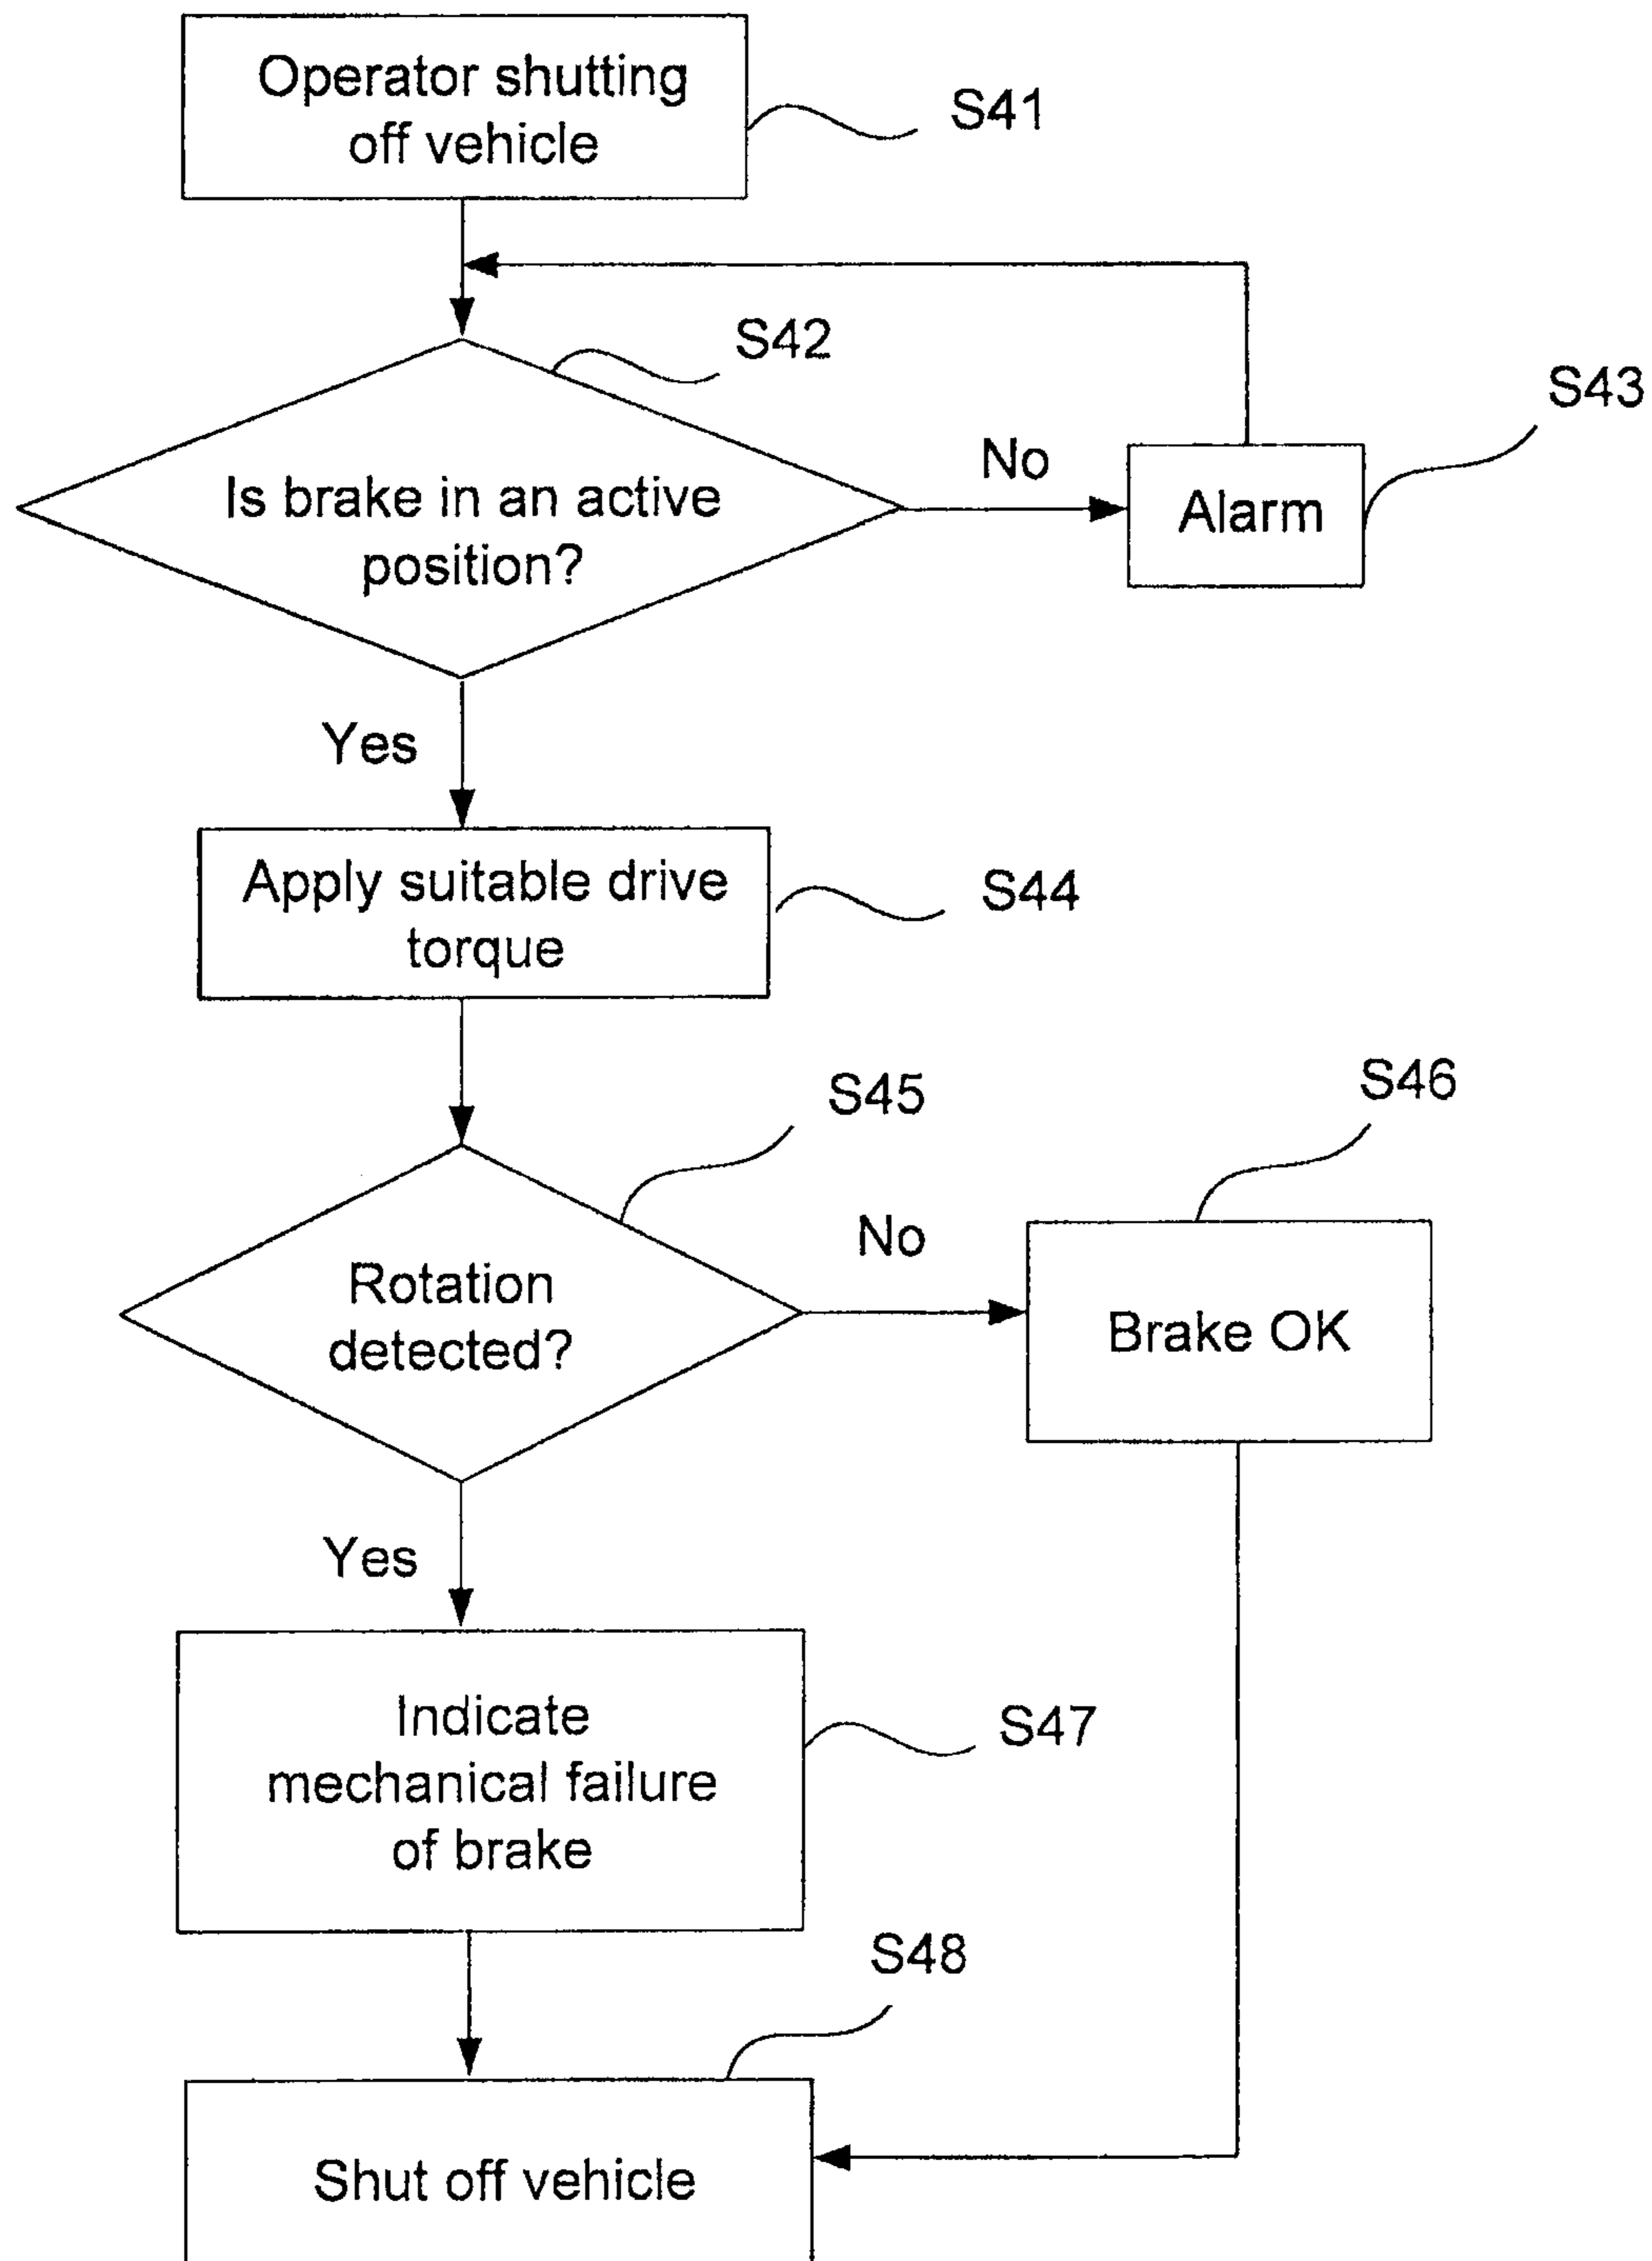 Operator shutting
off vehicle
S41
S42
S43
Is brake in an active
position?
No
Alarm
Yes
Apply suitable drive
torque
S44
S45
S46
Rotation
detected?
No
Brake OK
Yes
Indicate
mechanical failure
of brake
S47
S48
Shut off vehicle